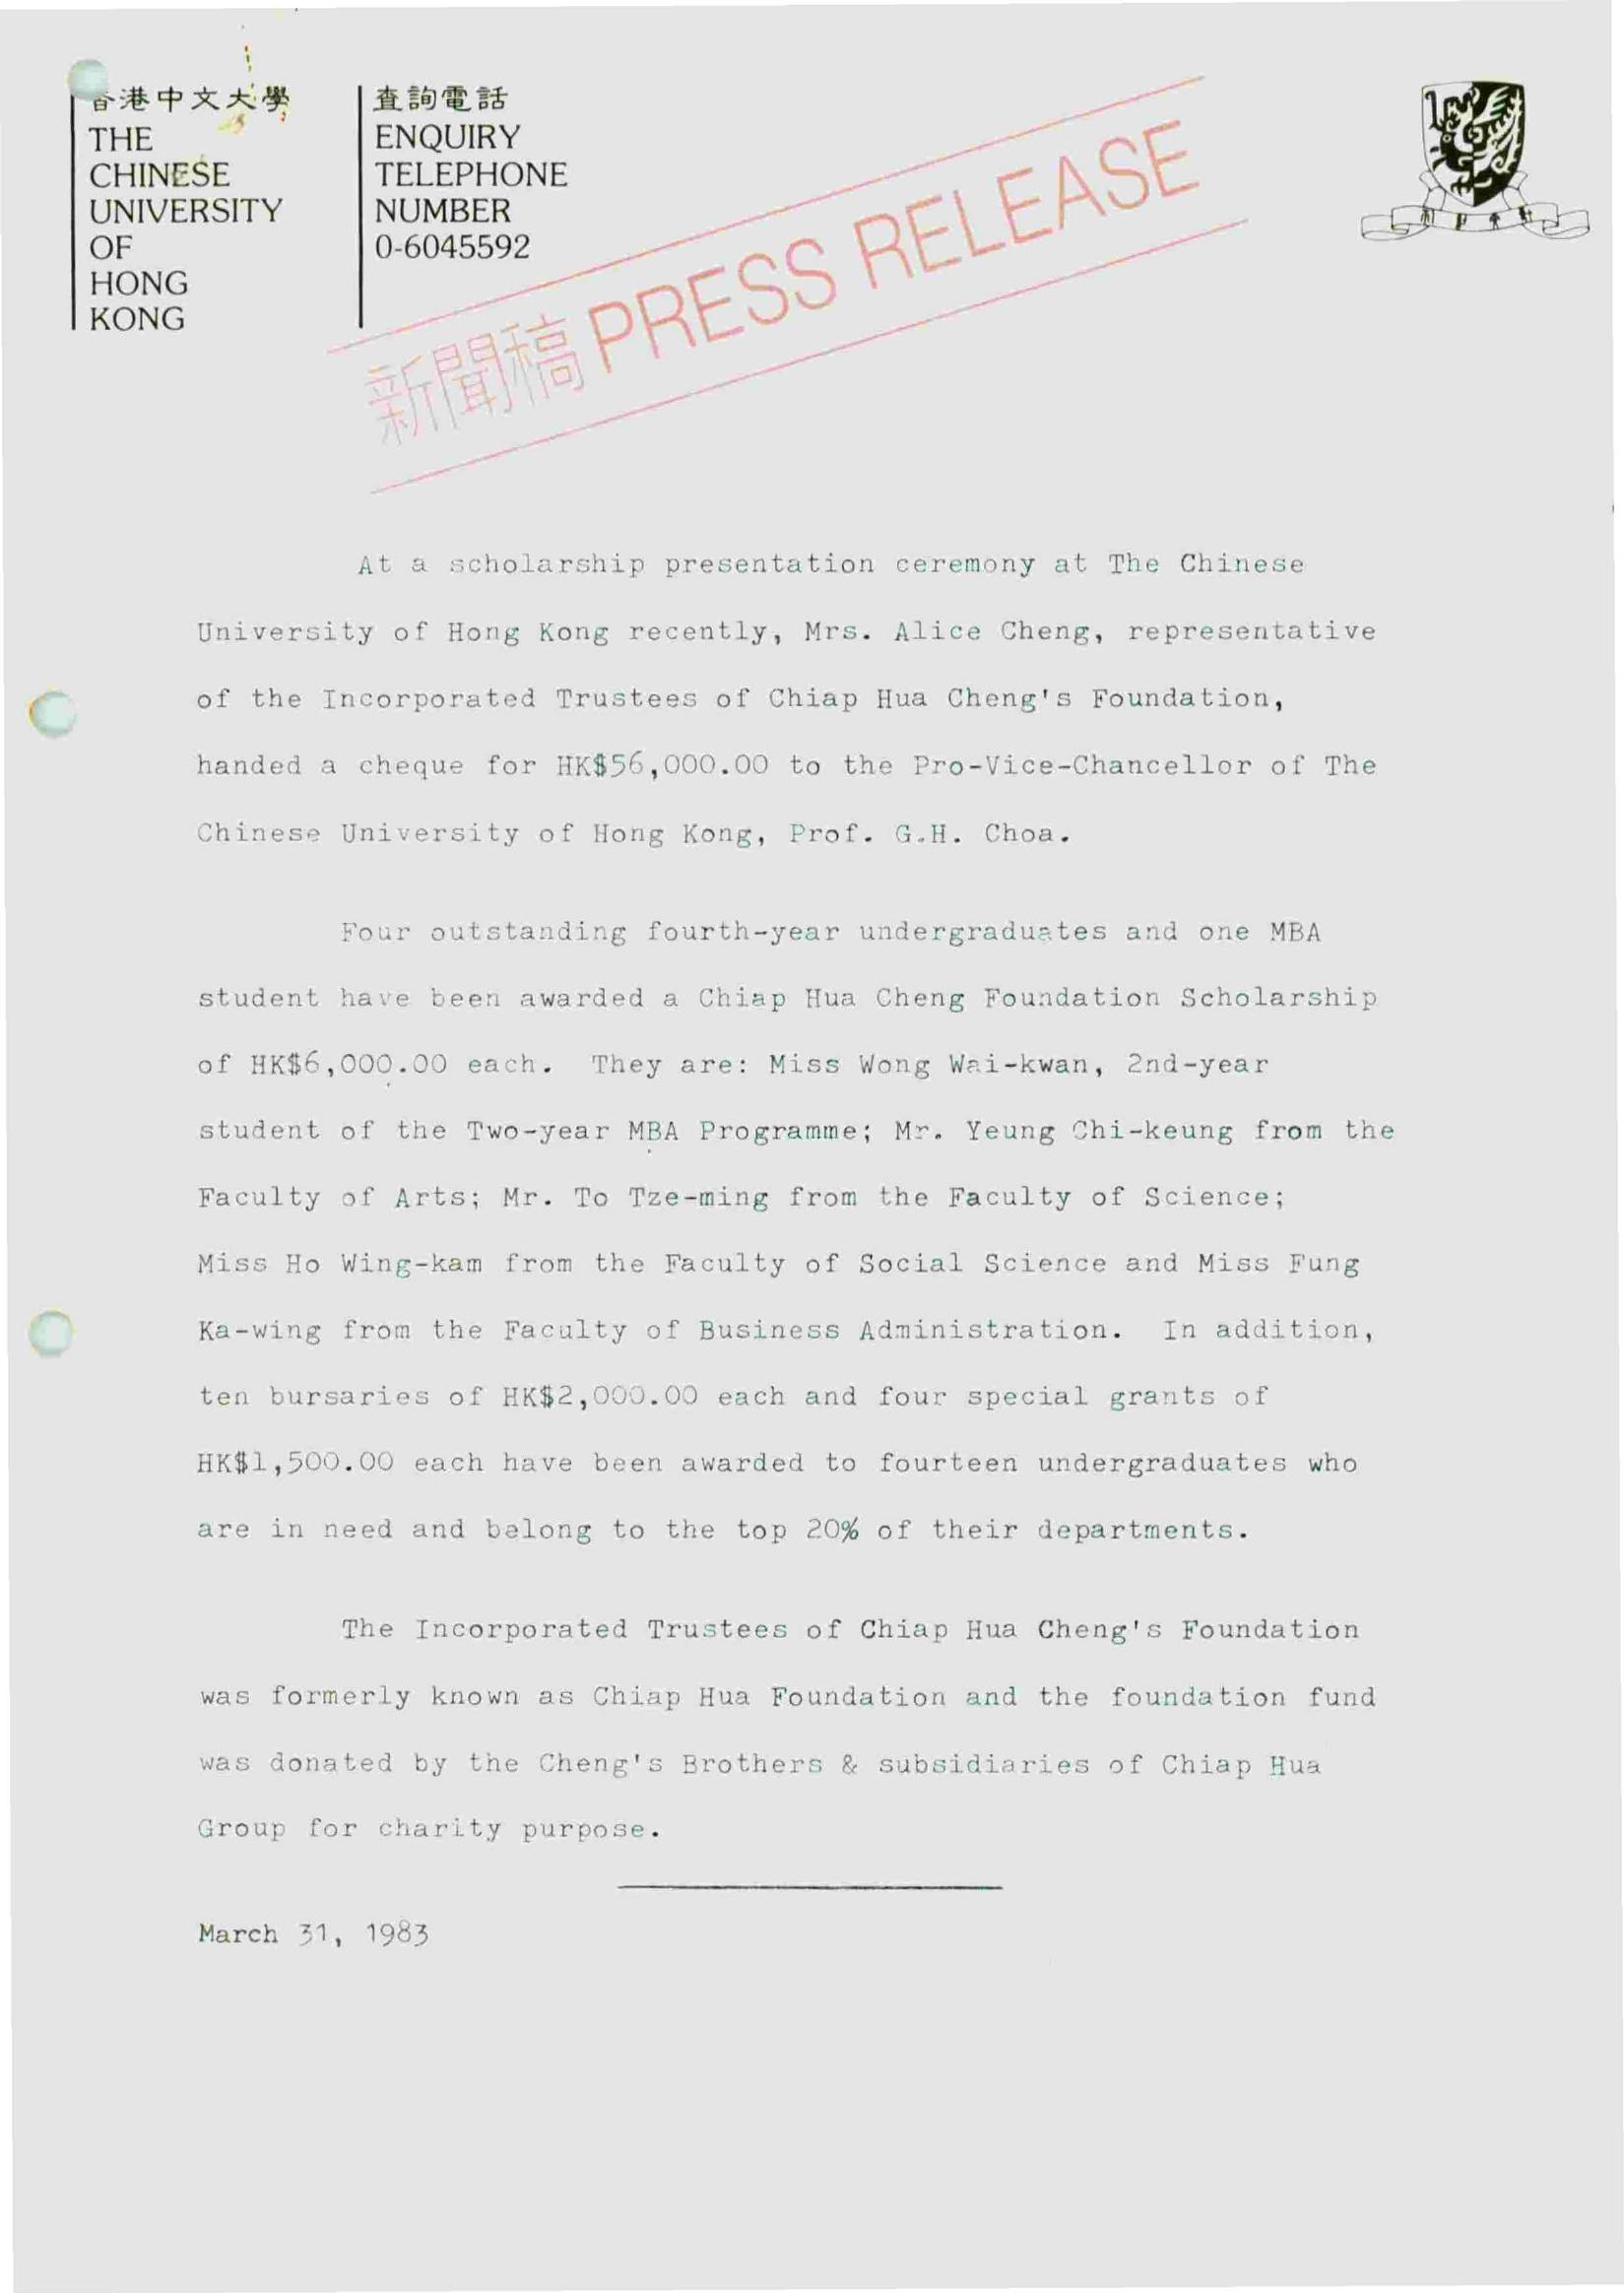 香港中文大學
THE
CHINESE
UNIVERSITY
OF
HONG
KONG
查詢電話
ENQUIRY
TELEPHONE
NUMBER
0-6045592
新聞稿 PRESS RELEASE
At a scholarship presentation ceremony at The Chinese
University of Hong Kong recently, Mrs. Alice Cheng, representative
of the Incorporated Trustees of Chiap Hua Cheng's Foundation,
handed a cheque for HK$56,000.00 to the Pro-Vice-Chancellor of The
Chinese University of Hong Kong, Prof. G.H. Choa.
Four outstanding fourth-year undergraduates and one MBA
student have been awarded a Chiap Hua Cheng Foundation Scholarship
of HK$6,000.00 each. They are: Miss Wong Wai-kwan, 2nd-year
student of the Two-year MBA Programme; Mr. Yeung Chi-keung from the
Faculty of Arts; Mr. To Tze-ming from the Faculty of Science;
Miss Ho Wing-kam from the Faculty of Social Science and Miss Fung
Ka-wing from the Faculty of Business Administration. In addition,
ten bursaries of HK$2,000.00 each and four special grants of
HK$1,500.00 each have been awarded to fourteen undergraduates who
are in need and belong to the top 20% of their departments.
The Incorporated Trustees of Chiap Hua Cheng's Foundation
was formerly known as Chiap Hua Foundation and the foundation fund
was donated by the Cheng's Brothers & subsidiaries of Chiap Hua
Group for charity purpose.
March 31, 1983